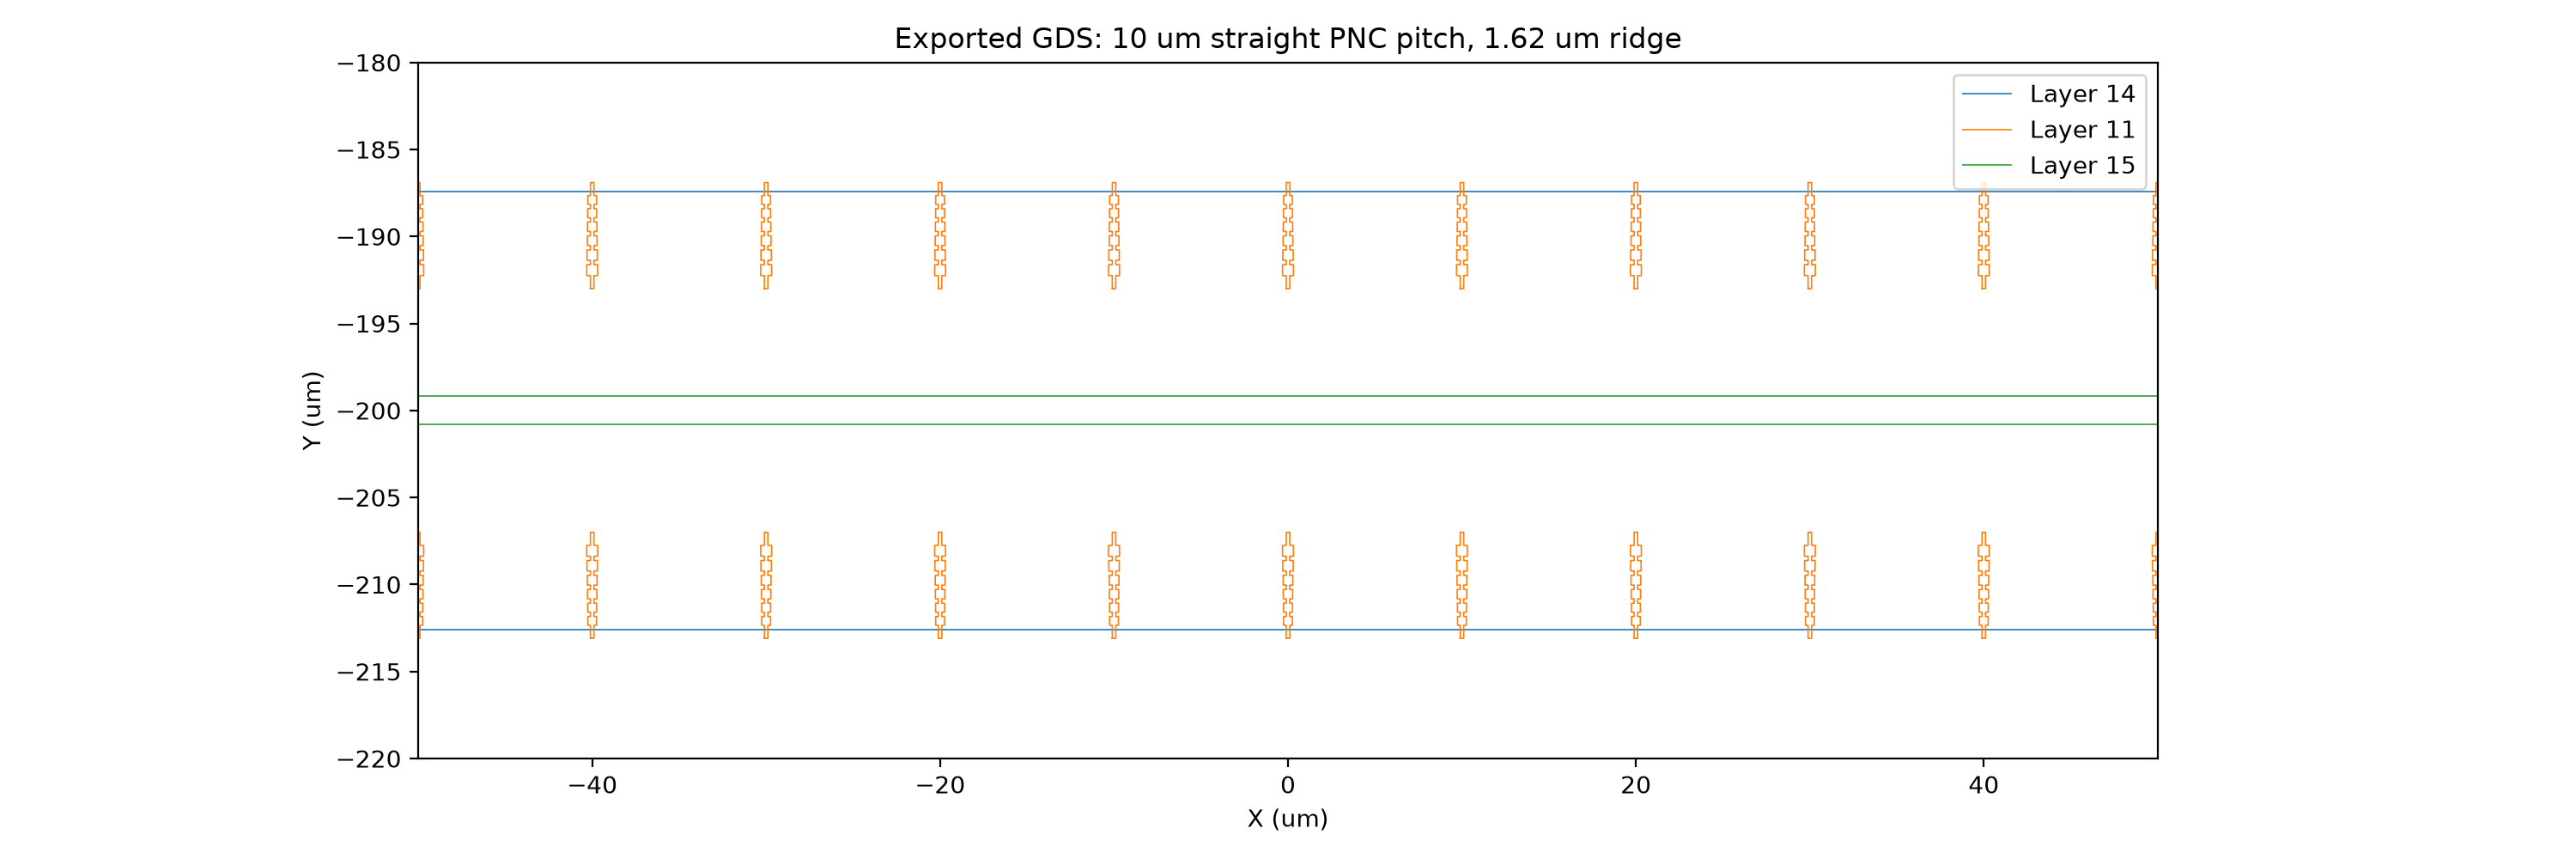 Exported GDS: 10 um straight PNC pitch, 1.62 um ridge
Layer 14
Layer 11
Layer 15
Y (um)
−180
−185
−190
−195
−200
−205
−210
−215
−220
−40
−20
0
20
40
X (um)